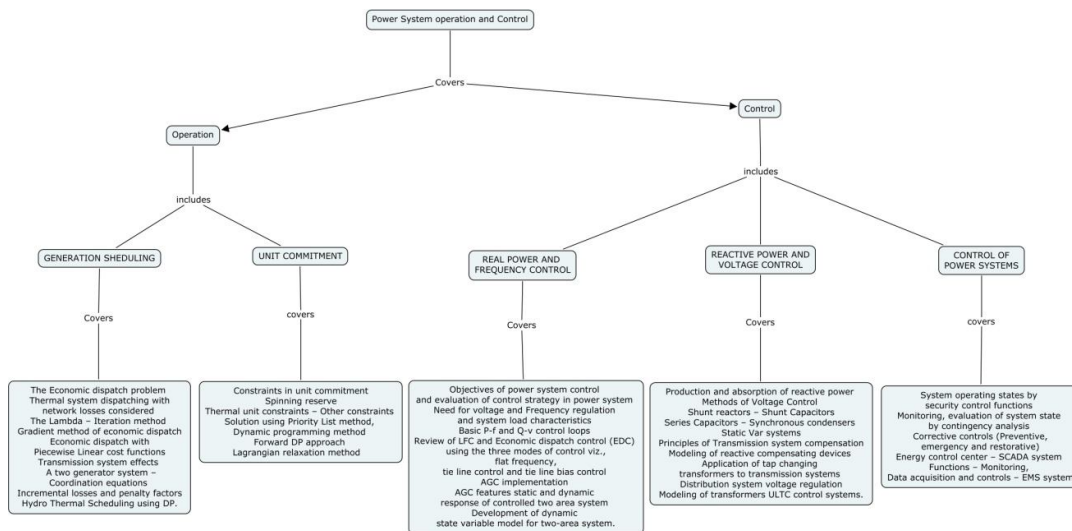 Power System operation and Control
Covers
Control
Operation
includes
includes
GENERATION SHEDULING
UNIT COMMITMENT
REAL POWER AND
FREQUENCY CONTROL
REACTIVE POWER AND
VOLTAGE CONTROL
CONTROL OF
POWER SYSTEMS
Covers
covers
Covers
Covers
covers
The Economic dispatch problem
Thermal system dispatching with
network losses considered
The Lambda – Iteration method
Gradient method of economic dispatch
Economic dispatch with
Piecewise Linear cost functions
Transmission system effects
A two generator system –
Coordination equations
Incremental losses and penalty factors
Hydro Thermal Scheduling using DP.
Constraints in unit commitment
Spinning reserve
Thermal unit constraints – Other constraints
Solution using Priority List method,
Dynamic programming method
Forward DP approach
Lagrangian relaxation method
Objectives of power system control
and evaluation of control strategy in power system
Need for voltage and Frequency regulation
and system load characteristics
Basic P-f and Q-v control loops
Review of LFC and Economic dispatch control (EDC)
using the three modes of control viz.,
flat frequency,
tie line control and tie line bias control
AGC implementation
AGC features static and dynamic
response of controlled two area system
Development of dynamic
state variable model for two-area system.
Production and absorption of reactive power
Methods of Voltage Control
Shunt reactors – Shunt Capacitors
Series Capacitors – Synchronous condensers
Static Var systems
Principles of Transmission system compensation
Modeling of reactive compensating devices
Application of tap changing
transformers to transmission systems
Distribution system voltage regulation
Modeling of transformers ULTC control systems.
System operating states by
security control functions
Monitoring, evaluation of system state
by contingency analysis
Corrective controls (Preventive,
emergency and restorative)
Energy control center – SCADA system
Functions – Monitoring,
Data acquisition and controls – EMS system.